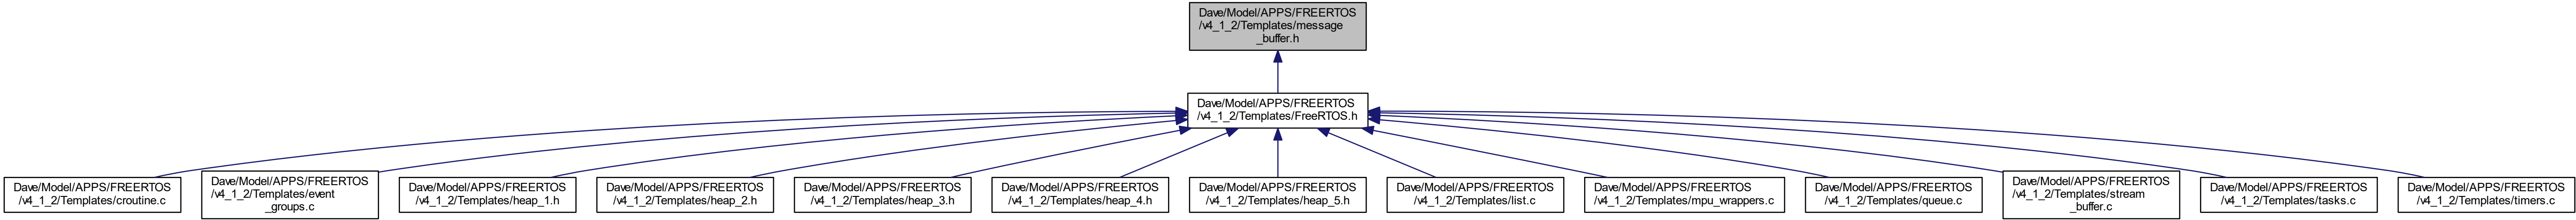 Dave/Model/APPS/FREERTOS
/v4_1_2/Templates/message
_buffer.h
Dave/Model/APPS/FREERTOS
/v4_1_2/Templates/FreeRTOS.h
Dave/Model/APPS/FREERTOS
/v4_1_2/Templates/croutine.c
Dave/Model/APPS/FREERTOS
/v4_1_2/Templates/event
_groups.c
Dave/Model/APPS/FREERTOS
/v4_1_2/Templates/heap_1.h
Dave/Model/APPS/FREERTOS
/v4_1_2/Templates/heap_2.h
Dave/Model/APPS/FREERTOS
/v4_1_2/Templates/heap_3.h
Dave/Model/APPS/FREERTOS
/v4_1_2/Templates/heap_4.h
Dave/Model/APPS/FREERTOS
/v4_1_2/Templates/heap_5.h
Dave/Model/APPS/FREERTOS
/v4_1_2/Templates/list.c
Dave/Model/APPS/FREERTOS
/v4_1_2/Templates/mpu_wrappers.c
Dave/Model/APPS/FREERTOS
/v4_1_2/Templates/queue.c
Dave/Model/APPS/FREERTOS
/v4_1_2/Templates/stream
_buffer.c
Dave/Model/APPS/FREERTOS
/v4_1_2/Templates/tasks.c
Dave/Model/APPS/FREERTOS
/v4_1_2/Templates/timers.c